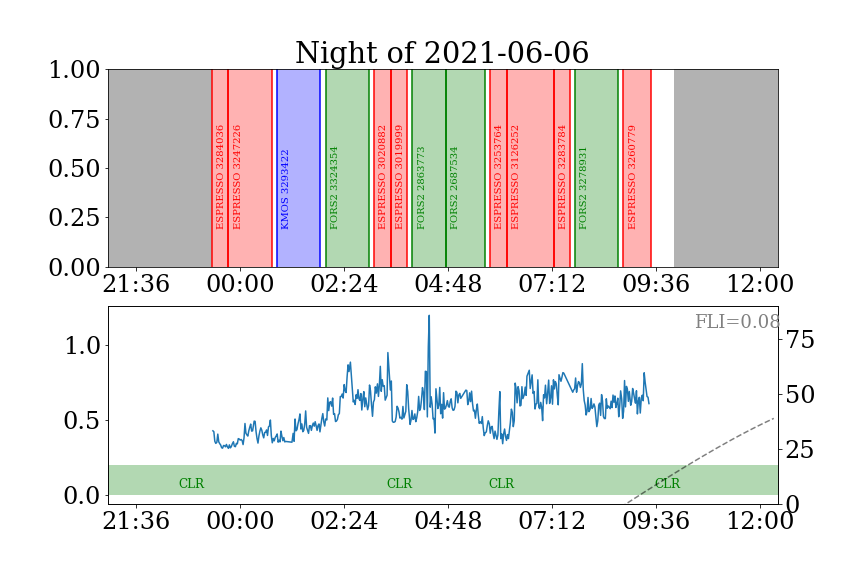 Night of 2021-06-06
1.00
0.75
0.50
0.25
0.00
ESPRESSO 3284036
ESPRESSO 3247226
KMOS 3293422
FORS2 3324354
ESPRESSO 3020882
ESPRESSO 3019999
FORS2 2863773
FORS2 2687534
ESPRESSO 3253764
ESPRESSO 3126252
ESPRESSO 3283784
FORS2 3278931
ESPRESSO 3260779
21:36 00:00 02:24 04:48 07:12 09:36 12:00
FLI=0.08
1.0
0.5
0.0
75
50
25
0
CLR CLR CLR CLR
21:36 00:00 02:24 04:48 07:12 09:36 12:00